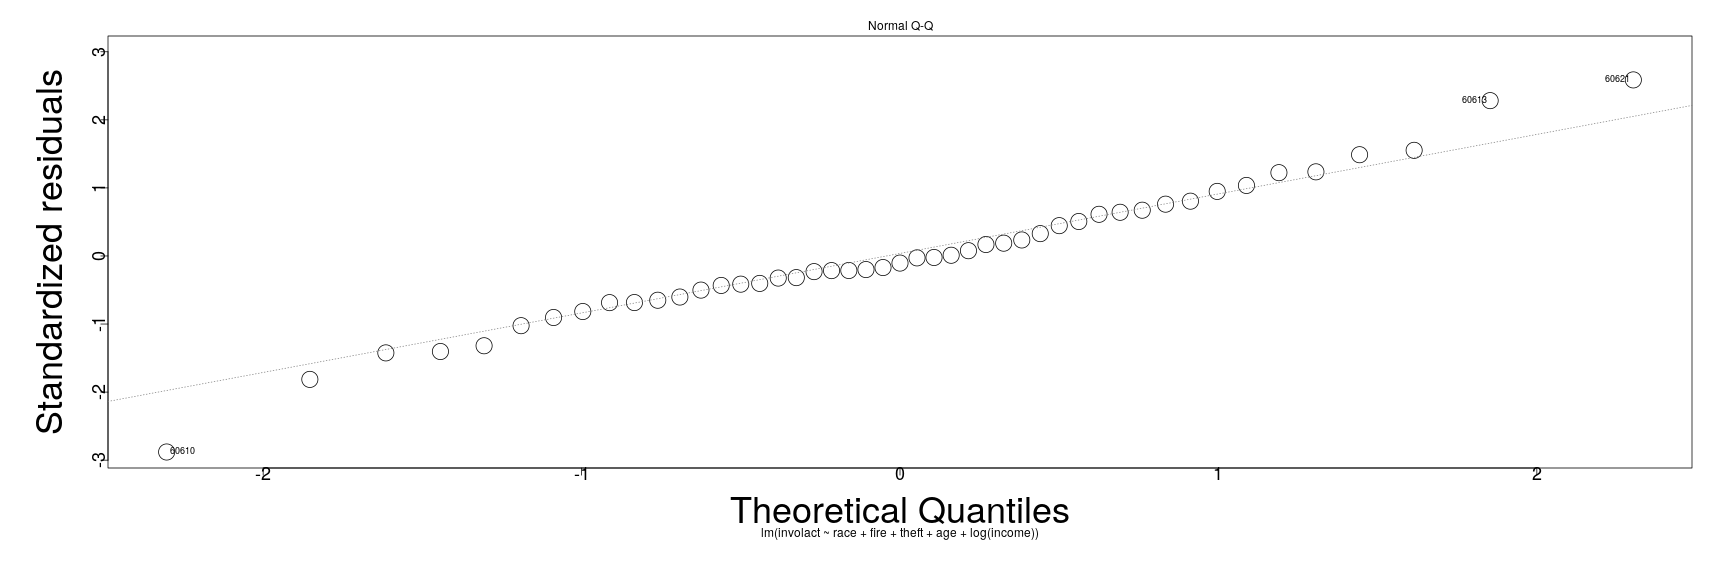 Normal Q-Q
Standardized residuals
3
2
1
0
-1
-2
-3
60621
60613
60610
-2 -1 0 1 2
Theoretical Quantiles
lm(involact ~ race + fire + theft + age + log(income))